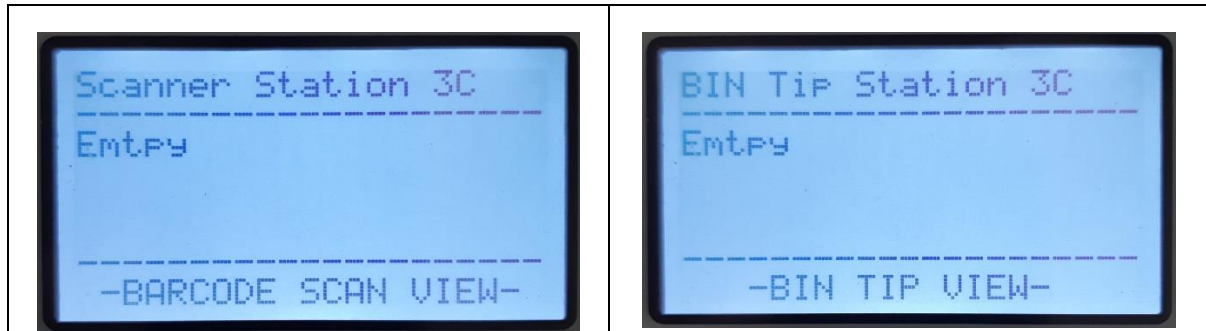 Scanner Station 3C
Emtpy
-BARCODE SCAN VIEW-
BIN Tip Station 3C
Emtpy
-BIN TIP VIEW-